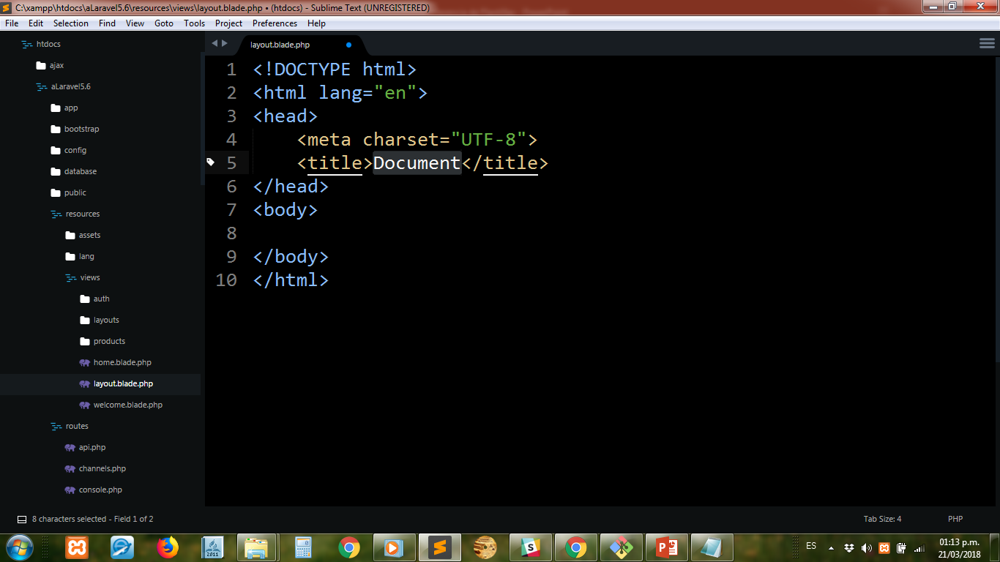 C:\xampp\htdocs\aLaravel5.6\resources\views\layout.blade.php • (htdocs) - Sublime Text (UNREGISTERED)
File Edit Selection Find View Goto Tools Project Preferences Help
htdocs
ajax
aLaravel5.6
app
bootstrap
config
database
public
resources
assets
lang
views
auth
layouts
products
home.blade.php
layout.blade.php
welcome.blade.php
routes
api.php
channels.php
console.php
layout.blade.php
1 <!DOCTYPE html>
2 <html lang="en">
3 <head>
4 <meta charset="UTF-8">
5 <title>Document</title>
6 </head>
7 <body>
8
9 </body>
10 </html>
8 characters selected - Field 1 of 2
Tab Size: 4
PHP
2011
ES
01:13 p.m.
21/03/2018